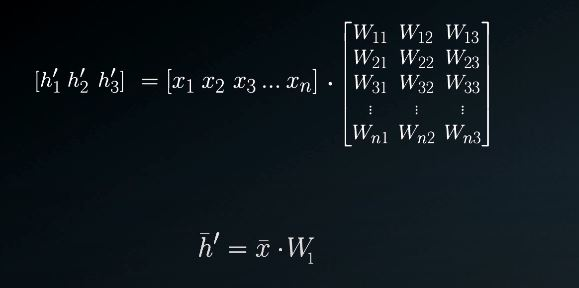 [h′₁ h′₂ h′₃] = [x₁ x₂ x₃ … xₙ] · [W₁₁ W₁₂ W₁₃
W₂₁ W₂₂ W₂₃
W₃₁ W₃₂ W₃₃
⋮ ⋮ ⋮
Wₙ₁ Wₙ₂ Wₙ₃]
h̄′ = x̄ · W₁